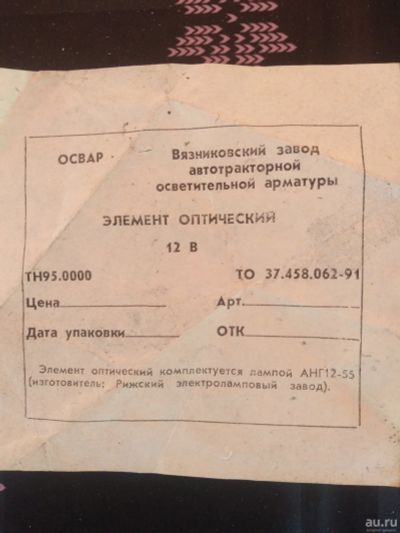 ОСВАР
Вязниковский завод
автотракторной
осветительной арматуры
ЭЛЕМЕНТ ОПТИЧЕСКИЙ
12 В
ТН95.0000 ТО 37.458.062-91
Цена Арт.
Дата упаковки ОТК
Элемент оптический комплектуется лампой АНГ12-55
(изготовитель: Рижский электроламповый завод).
au.ru